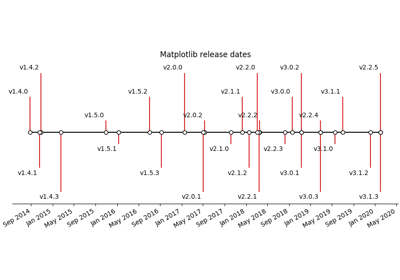 Matplotlib release dates
v1.4.2 v2.0.0 v2.2.0 v3.0.2 v2.2.5
v1.4.0 v1.5.2 v2.1.1 v3.0.0 v3.1.1
v1.5.0 v2.0.2 v2.2.2 v2.2.4
v1.5.1 v2.1.0 v2.2.3 v3.1.0
v1.4.1 v1.5.3 v2.1.2 v3.0.1 v3.1.2
v1.4.3 v2.0.1 v2.2.1 v3.0.3 v3.1.3
Sep 2014 Jan 2015 May 2015 Sep 2015 Jan 2016 May 2016 Sep 2016 Jan 2017 May 2017 Sep 2017 Jan 2018 May 2018 Sep 2018 Jan 2019 May 2019 Sep 2019 Jan 2020 May 2020